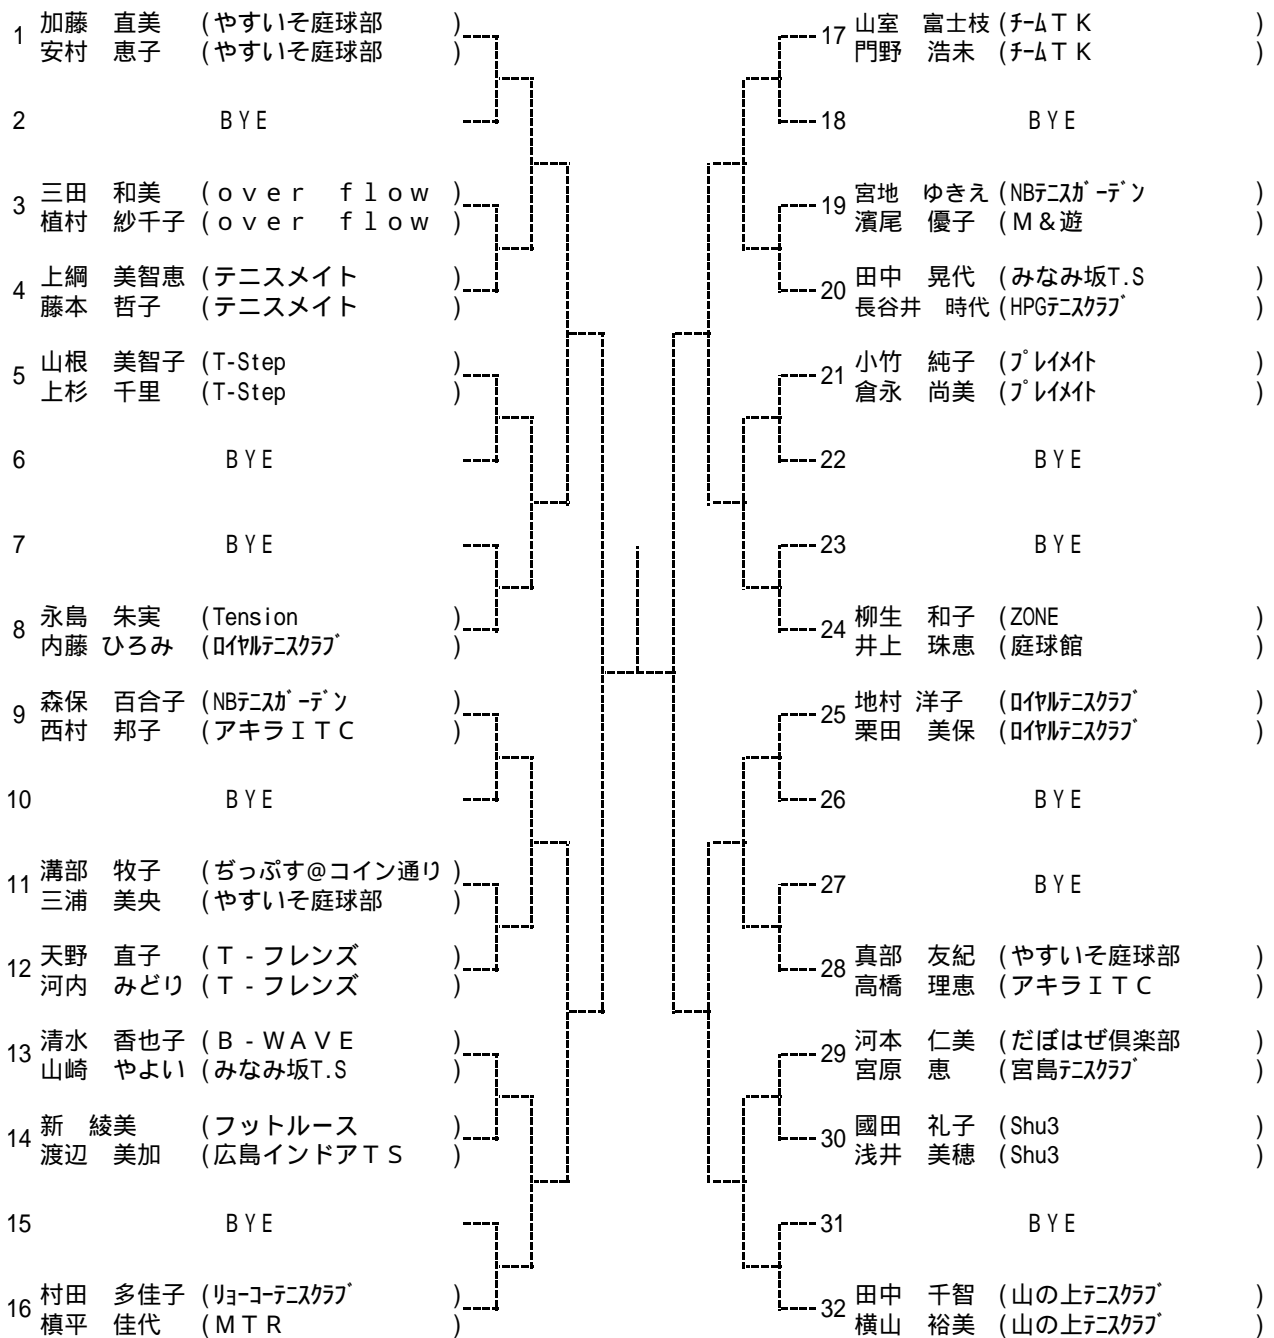 1 加藤　直美　(やすいそ庭球部　)
安村　恵子　(やすいそ庭球部　)
2 BYE
3 三田　和美　(ｏｖｅｒ　ｆｌｏｗ)
植村　紗千子 (ｏｖｅｒ　ｆｌｏｗ)
4 上綱　美智恵 (テニスメイト　)
藤本　哲子　(テニスメイト　)
5 山根　美智子 (T-Step　)
上杉　千里　(T-Step　)
6 BYE
7 BYE
8 永島　朱実　(Tension　)
内藤 ひろみ　(ﾛｲﾔﾙﾃﾆｽｸﾗﾌﾞ　)
9 森保　百合子 (NBﾃﾆｽｶﾞｰﾃﾞﾝ　)
西村　邦子　(アキラＩＴＣ　)
10 BYE
11 溝部　牧子　(ぢっぷす＠コイン通り)
三浦　美央　(やすいそ庭球部　)
12 天野　直子　(Ｔ-フレンズ　)
河内　みどり (Ｔ-フレンズ　)
13 清水　香也子 (Ｂ-ＷＡＶＥ　)
山崎　やよい (みなみ坂T.S　)
14 新　綾美　(フットルース　)
渡辺　美加　(広島インドアＴＳ　)
15 BYE
16 村田　多佳子 (ﾘｮｰｺｰﾃﾆｽｸﾗﾌﾞ　)
槙平　佳代　(ＭＴＲ　)
17 山室　富士枝 (ﾁｰﾑＴＫ　)
門野　浩未　(ﾁｰﾑＴＫ　)
18 BYE
19 宮地　ゆきえ (NBﾃﾆｽｶﾞｰﾃﾞﾝ　)
濱尾　優子　(Ｍ＆遊　)
20 田中　晃代　(みなみ坂T.S　)
長谷井　時代 (HPGﾃﾆｽｸﾗﾌﾞ　)
21 小竹　純子　(ﾌﾟﾚｲﾒｲﾄ　)
倉永　尚美　(ﾌﾟﾚｲﾒｲﾄ　)
22 BYE
23 BYE
24 柳生　和子　(ZONE　)
井上　珠恵　(庭球館　)
25 地村 洋子　(ﾛｲﾔﾙﾃﾆｽｸﾗﾌﾞ　)
栗田　美保　(ﾛｲﾔﾙﾃﾆｽｸﾗﾌﾞ　)
26 BYE
27 BYE
28 真部　友紀　(やすいそ庭球部　)
高橋　理恵　(アキラＩＴＣ　)
29 河本　仁美　(だぼはぜ倶楽部　)
宮原　恵　(宮島ﾃﾆｽｸﾗﾌﾞ　)
30 國田　礼子　(Shu3　)
浅井　美穂　(Shu3　)
31 BYE
32 田中　千智　(山の上ﾃﾆｽｸﾗﾌﾞ　)
横山　裕美　(山の上ﾃﾆｽｸﾗﾌﾞ　)